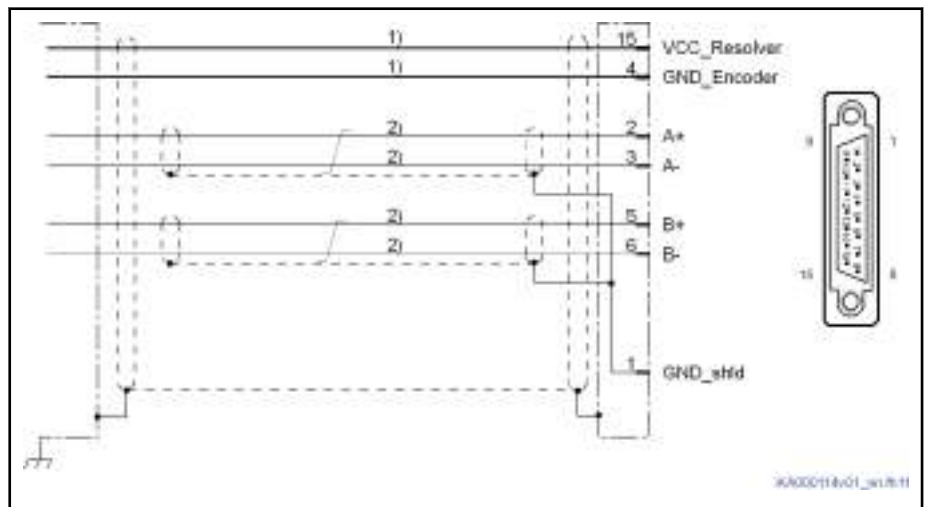 1) 15 VCC_Resolver
1) 4 GND_Encoder
2) 2 A+
2) 3 A-
2) 5 B+
2) 6 B-
1 GND_shld
9 1
15 8